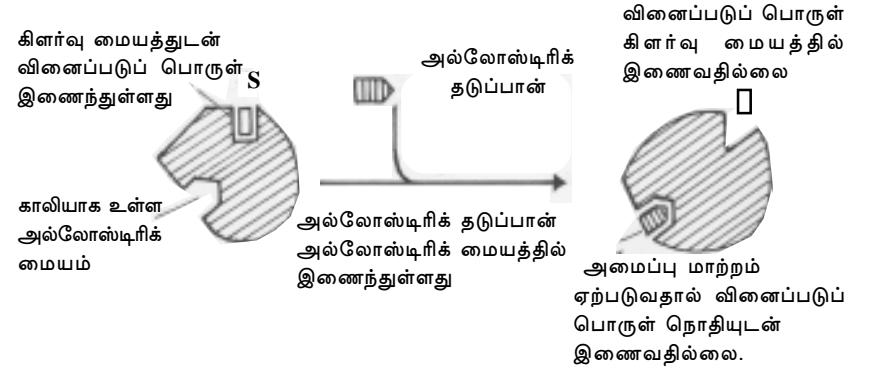 கிளர்வு மையத்துடன்
வினைப்படுப் பொருள்
இணைந்துள்ளது
S
காலியாக உள்ள
அல்லோஸ்டிரிக்
மையம்
அல்லோஸ்டிரிக்
தடுப்பான்
அல்லோஸ்டிரிக் தடுப்பான்
அல்லோஸ்டிரிக் மையத்தில்
இணைந்துள்ளது
வினைப்படுப் பொருள்
கிளர்வு மையத்தில்
இணைவதில்லை
அமைப்பு மாற்றம்
ஏற்படுவதால் வினைப்படுப்
பொருள் நொதியுடன்
இணைவதில்லை.